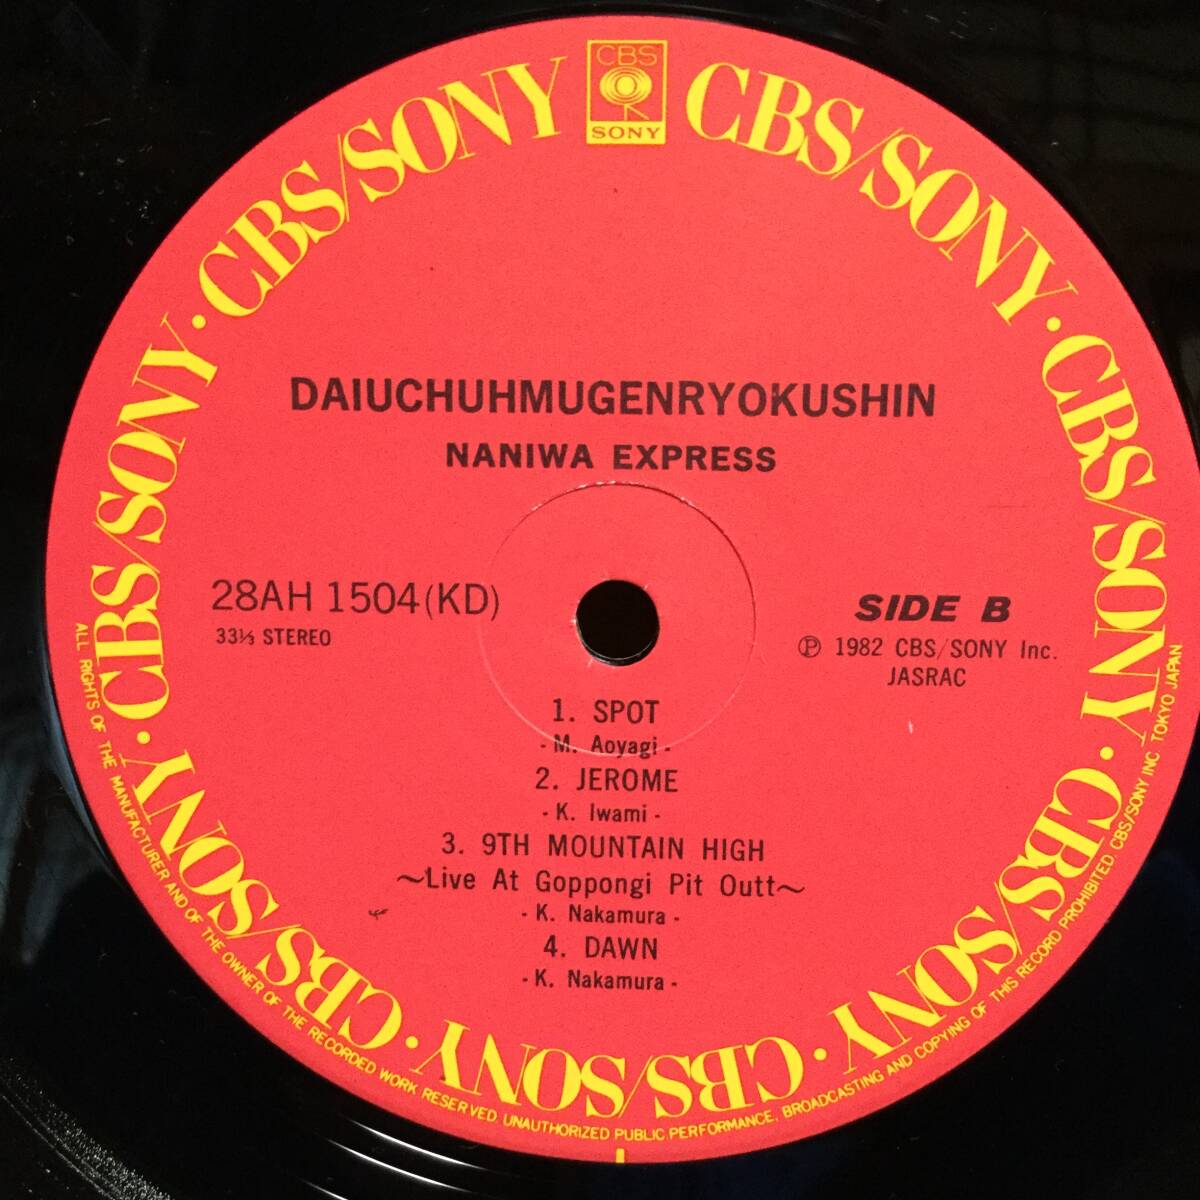 CBS
SONY
CBS/SONY · CBS/SONY · CBS/SONY · CBS/SONY · CBS/SONY · CBS/SONY · CBS/SONY · CBS/SONY · CBS/SONY · CBS/SONY
DAIUCHUHMUGENRYOKUSHIN
NANIWA EXPRESS
28AH 1504(KD)
33⅓ STEREO
SIDE B
Ⓟ 1982 CBS/SONY Inc.
JASRAC
1. SPOT
- M. Aoyagi -
2. JEROME
- K. Iwami -
3. 9TH MOUNTAIN HIGH
~Live At Goppongi Pit Outt~
- K. Nakamura -
4. DAWN
- K. Nakamura -
ALL RIGHTS OF THE MANUFACTURER AND OF THE OWNER OF THE RECORDED WORK RESERVED. UNAUTHORIZED PUBLIC PERFORMANCE, BROADCASTING AND COPYING OF THIS RECORD PROHIBITED CBS/SONY INC TOKYO JAPAN